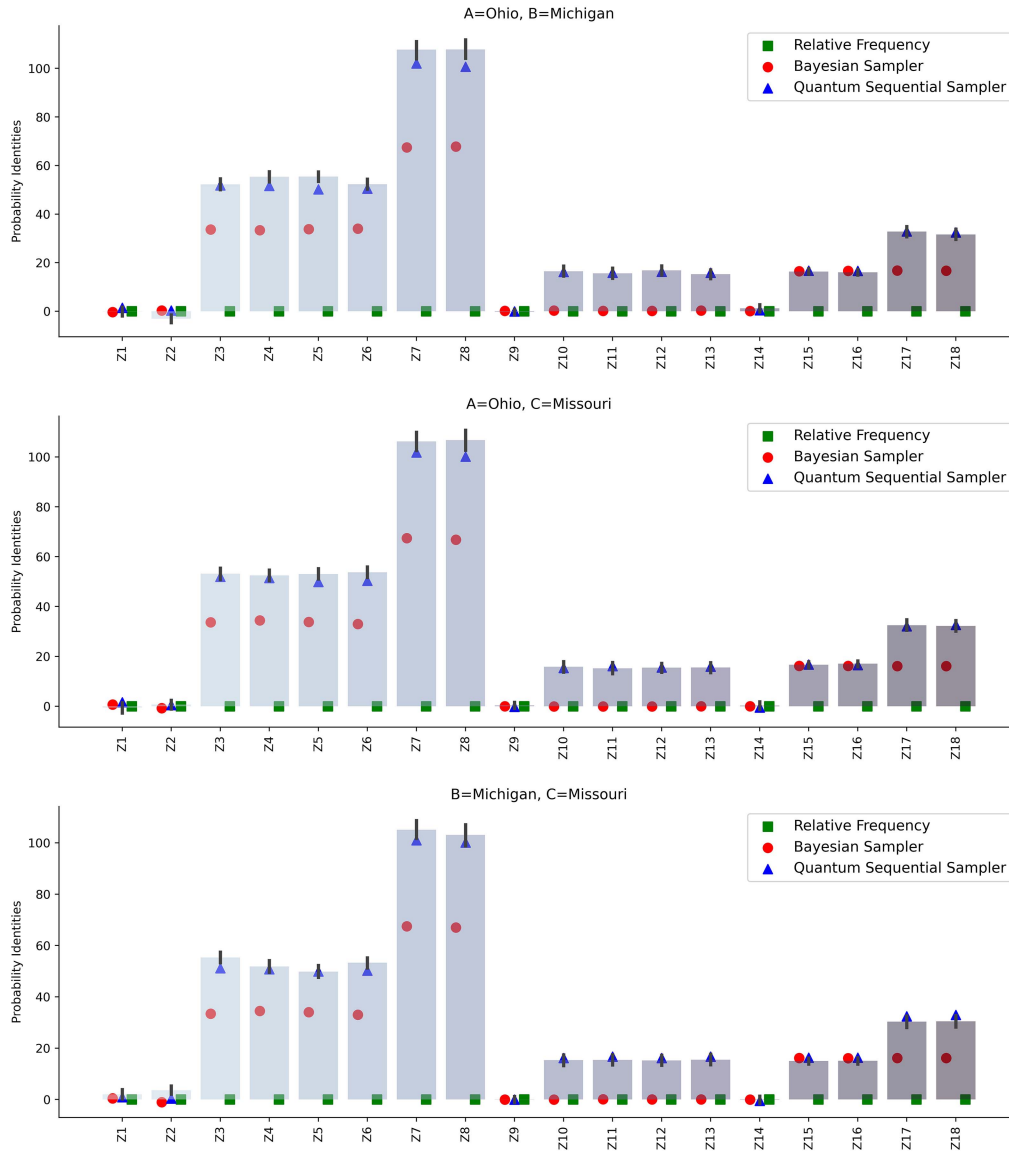 A=Ohio, B=Michigan
Probability Identities
100
80
60
40
20
0
Relative Frequency
Bayesian Sampler
Quantum Sequential Sampler
Z1 Z2 Z3 Z4 Z5 Z6 Z7 Z8 Z9 Z10 Z11 Z12 Z13 Z14 Z15 Z16 Z17 Z18
A=Ohio, C=Missouri
Probability Identities
100
80
60
40
20
0
Relative Frequency
Bayesian Sampler
Quantum Sequential Sampler
Z1 Z2 Z3 Z4 Z5 Z6 Z7 Z8 Z9 Z10 Z11 Z12 Z13 Z14 Z15 Z16 Z17 Z18
B=Michigan, C=Missouri
Probability Identities
100
80
60
40
20
0
Relative Frequency
Bayesian Sampler
Quantum Sequential Sampler
Z1 Z2 Z3 Z4 Z5 Z6 Z7 Z8 Z9 Z10 Z11 Z12 Z13 Z14 Z15 Z16 Z17 Z18